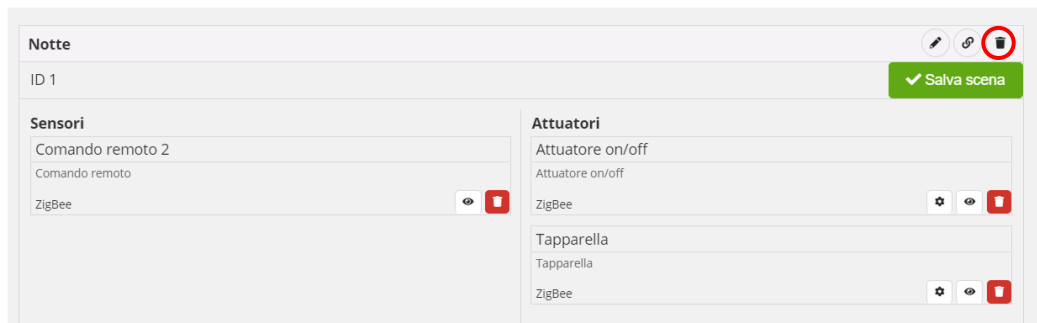 Notte
ID 1
Salva scena
Sensori
Comando remoto 2
Comando remoto
ZigBee
Attuatori
Attuatore on/off
Attuatore on/off
ZigBee
Tapparella
Tapparella
ZigBee